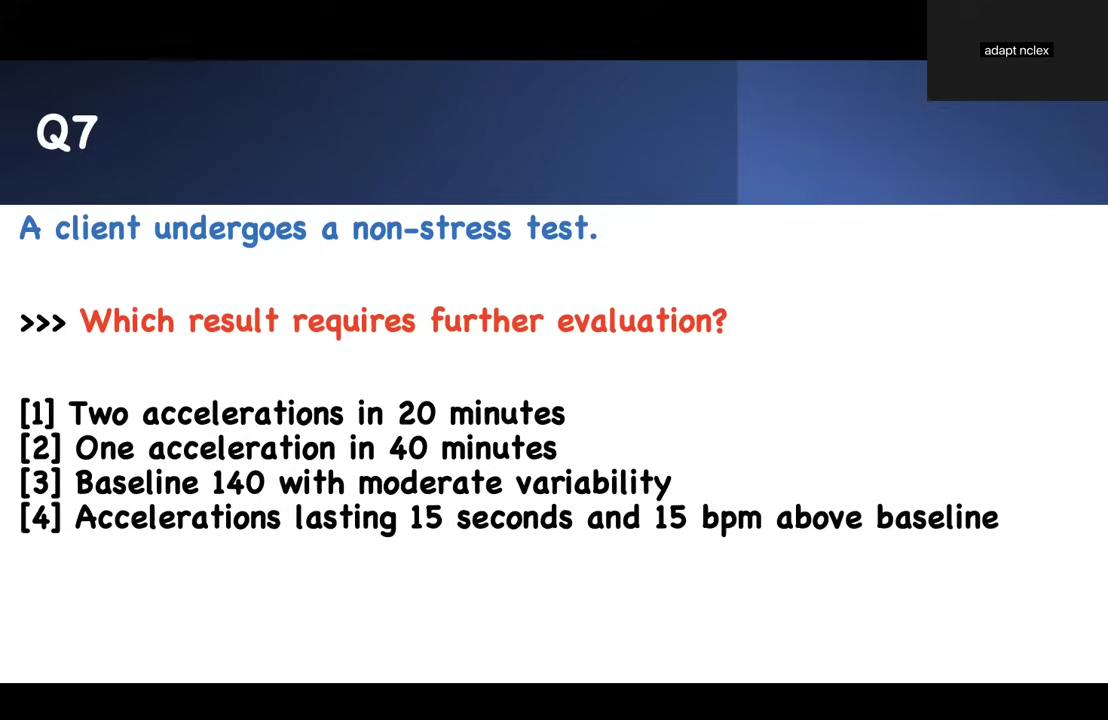 adapt nclex
Q7
A client undergoes a non-stress test.
>>> Which result requires further evaluation?
[1] Two accelerations in 20 minutes
[2] One acceleration in 40 minutes
[3] Baseline 140 with moderate variability
[4] Accelerations lasting 15 seconds and 15 bpm above baseline